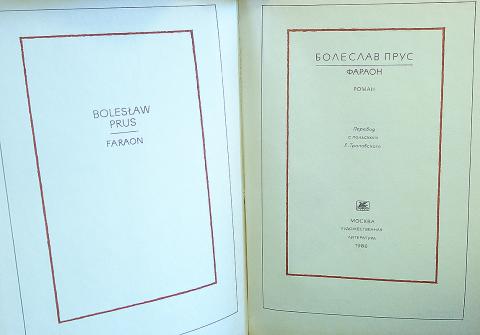 BOLESŁAW
PRUS
FARAON
БОЛЕСЛАВ ПРУС
ФАРАОН
РОМАН
Перевод
с польского
Е. Троповского
МОСКВА
ХУДОЖЕСТВЕННАЯ
ЛИТЕРАТУРА
1986